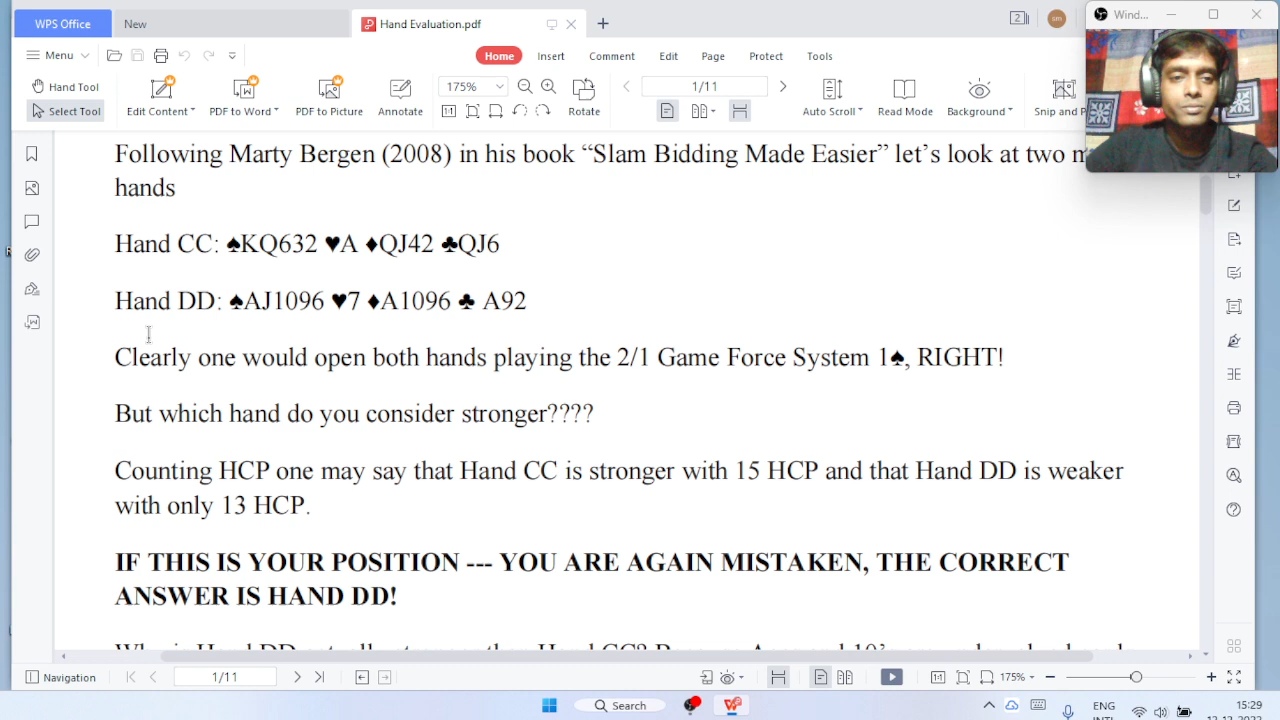 WPS Office
New
Hand Evaluation.pdf
2
sm
Wind...
Menu
Home
Insert
Comment
Edit
Page
Protect
Tools
Hand Tool
Select Tool
Edit Content
PDF to Word
PDF to Picture
Annotate
175%
Rotate
1/11
Auto Scroll
Read Mode
Background
Snip and P
Following Marty Bergen (2008) in his book “Slam Bidding Made Easier” let’s look at two m
hands
Hand CC: ♠KQ632 ♥A ♦QJ42 ♣QJ6
Hand DD: ♠AJ1096 ♥7 ♦A1096 ♣ A92
Clearly one would open both hands playing the 2/1 Game Force System 1♠, RIGHT!
But which hand do you consider stronger????
Counting HCP one may say that Hand CC is stronger with 15 HCP and that Hand DD is weaker
with only 13 HCP.
IF THIS IS YOUR POSITION --- YOU ARE AGAIN MISTAKEN, THE CORRECT
ANSWER IS HAND DD!
Navigation
1/11
175%
Search
ENG
INTL
15:29